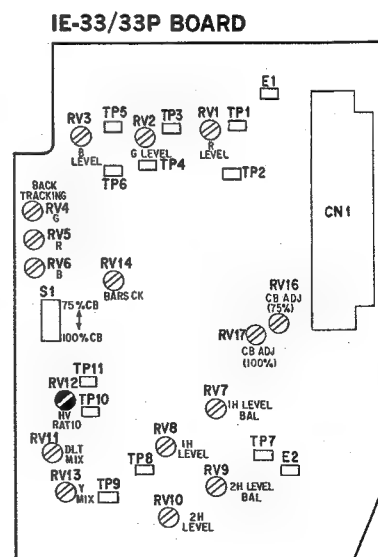 IE-33/33P BOARD
E1
RV3
TP5
RV2
TP3
RV1
TP1
B
LEVEL
G LEVEL
R
LEVEL
TP4
TP6
TP2
BACK
TRACKING
RV4
G
CN1
RV5
R
RV6
B
RV14
BARS CK
S1
75%CB
100%CB
RV16
CB ADJ
(75%)
RV17
CB ADJ
(100%)
TP11
RV12
TP10
HV
RATIO
RV7
1H LEVEL
BAL
RV11
DLT
MIX
RV8
1H
LEVEL
TP8
TP7
E2
RV13
Y
MIX
TP9
RV9
2H LEVEL
BAL
RV10
2H
LEVEL